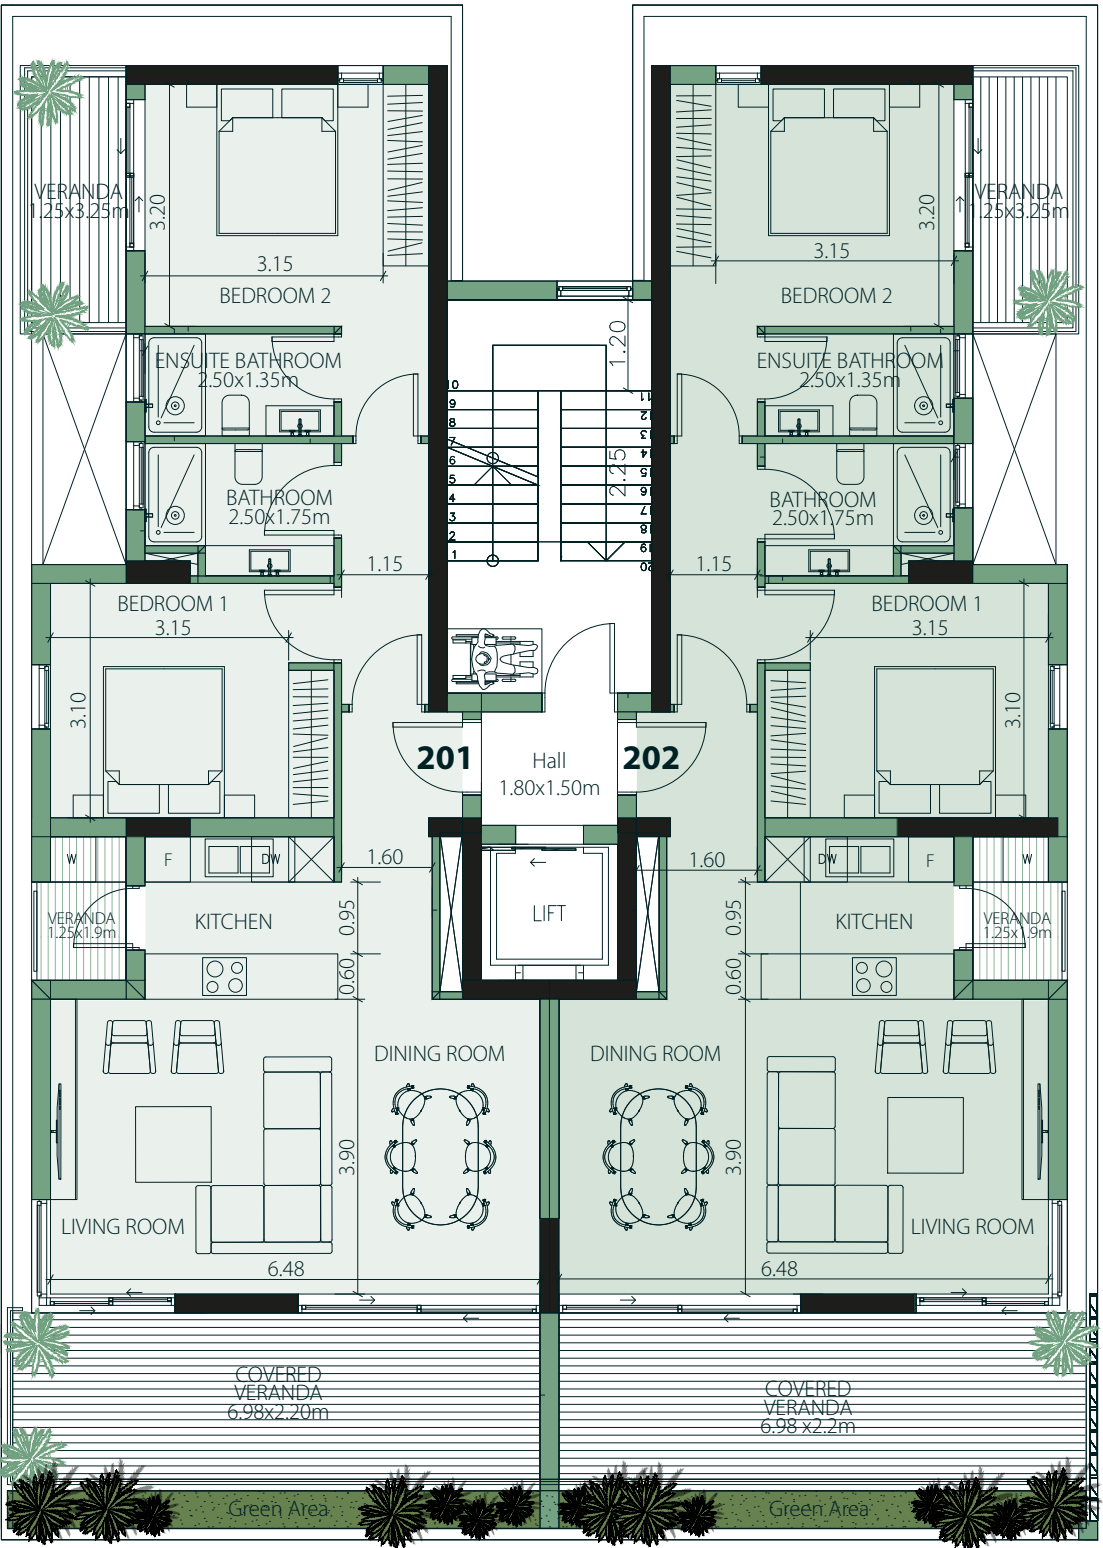 VERANDA
1.25x3.25m
3.20
3.15
BEDROOM 2
3.20
3.15
BEDROOM 2
VERANDA
1.25x3.25m
1.20
ENSUITE BATHROOM
2.50x1.35m
ENSUITE BATHROOM
2.50x1.35m
10
9
8
7
6
5
4
3
2
1
11
12
13
14
15
16
17
18
19
20
2.25
BATHROOM
2.50x1.75m
BATHROOM
2.50x1.75m
1.15
1.15
BEDROOM 1
3.15
3.10
BEDROOM 1
3.15
3.10
201
Hall
1.80x1.50m
202
W
F
DW
1.60
1.60
DW
F
W
VERANDA
1.25x1.9m
KITCHEN
0.95
0.60
LIFT
0.95
0.60
KITCHEN
VERANDA
1.25x1.9m
DINING ROOM
DINING ROOM
3.90
3.90
LIVING ROOM
LIVING ROOM
6.48
6.48
COVERED
VERANDA
6.98x2.20m
COVERED
VERANDA
6.98 x2.2m
Green Area
Green Area